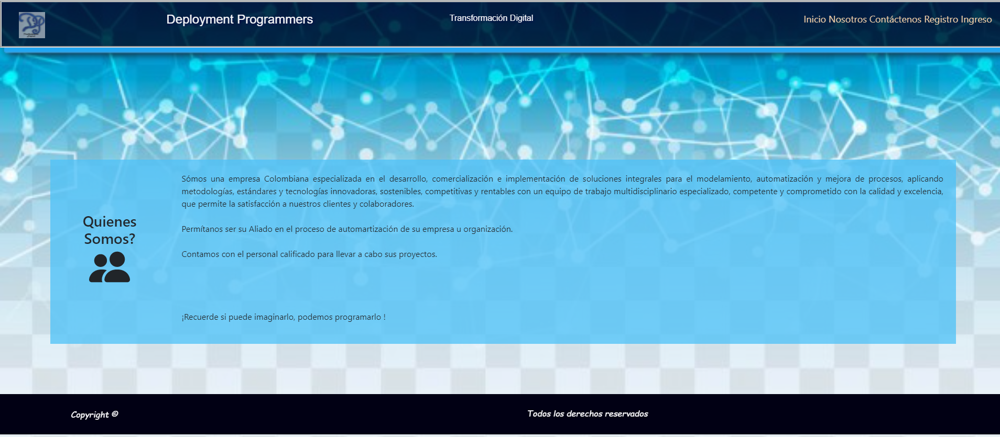 Deployment Programmers
Transformación Digital
Inicio Nosotros Contáctenos Registro Ingreso
Quienes
Somos?
Sómos una empresa Colombiana especializada en el desarrollo, comercialización e implementación de soluciones integrales para el modelamiento, automatización y mejora de procesos, aplicando
metodologías, estándares y tecnologías innovadoras, sostenibles, competitivas y rentables con un equipo de trabajo multidisciplinario especializado, competente y comprometido con la calidad y excelencia,
que permite la satisfacción a nuestros clientes y colaboradores.
Permítanos ser su Aliado en el proceso de automartización de su empresa u organización.
Contamos con el personal calificado para llevar a cabo sus proyectos.
¡Recuerde si puede imaginarlo, podemos programarlo !
Copyright ©
Todos los derechos reservados